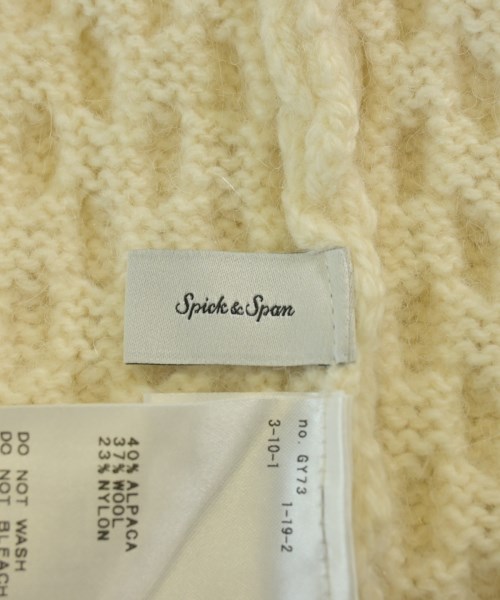 Spick & Span
no. GY73
3-10-1 1-19-2
40% ALPACA
37% WOOL
23% NYLON
DO NOT WASH
DO NOT BLEACH